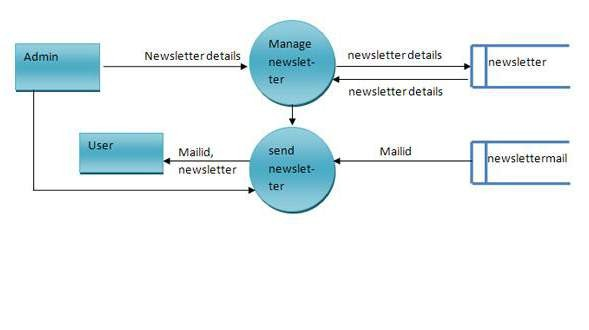 Admin
Newsletter details
Manage
newslet-
ter
newsletter details
newsletter details
newsletter
User
Mailid,
newsletter
send
newslet-
ter
Mailid
newslettermail